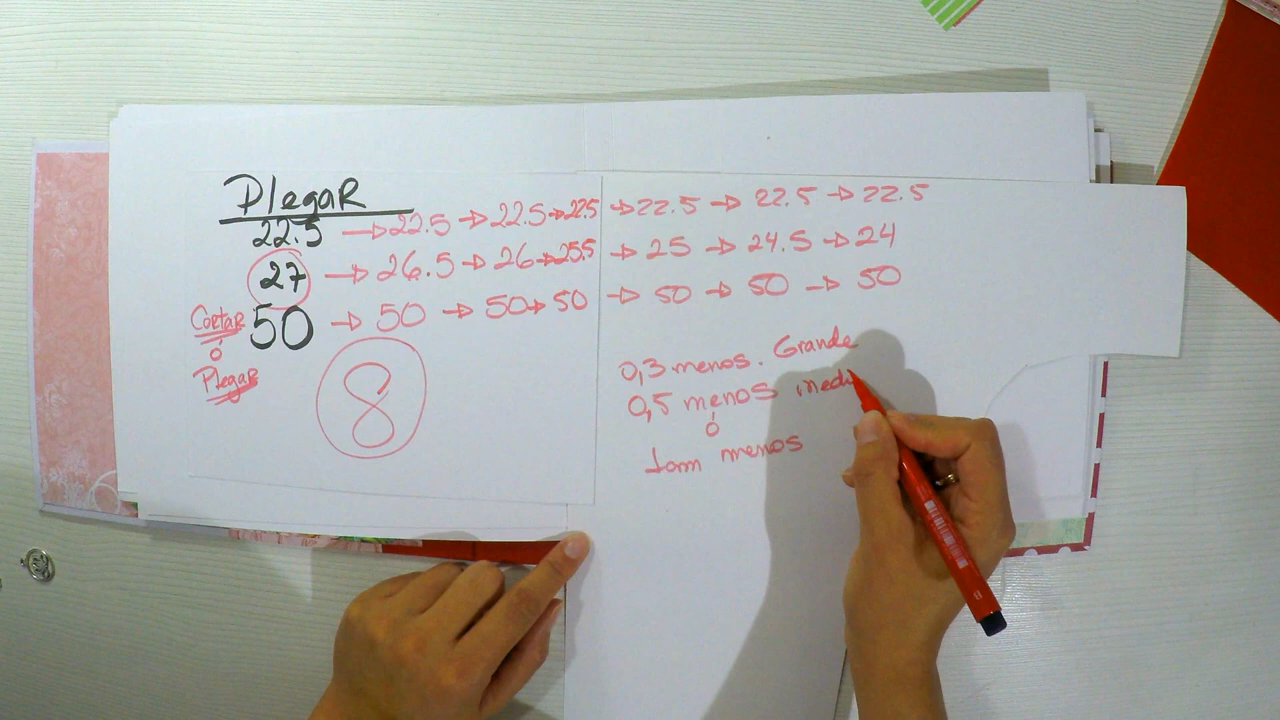 PlegaR
22.5 → 22.5 → 22.5 → 22.5 → 22.5 → 22.5 → 22.5
27 → 26.5 → 26 → 25.5 → 25 → 24.5 → 24
50 → 50 → 50 → 50 → 50 → 50 → 50
CortaR
ó
Plegar
8
0,3 menos. Grande
0,5 menos medi
ó
1cm menos